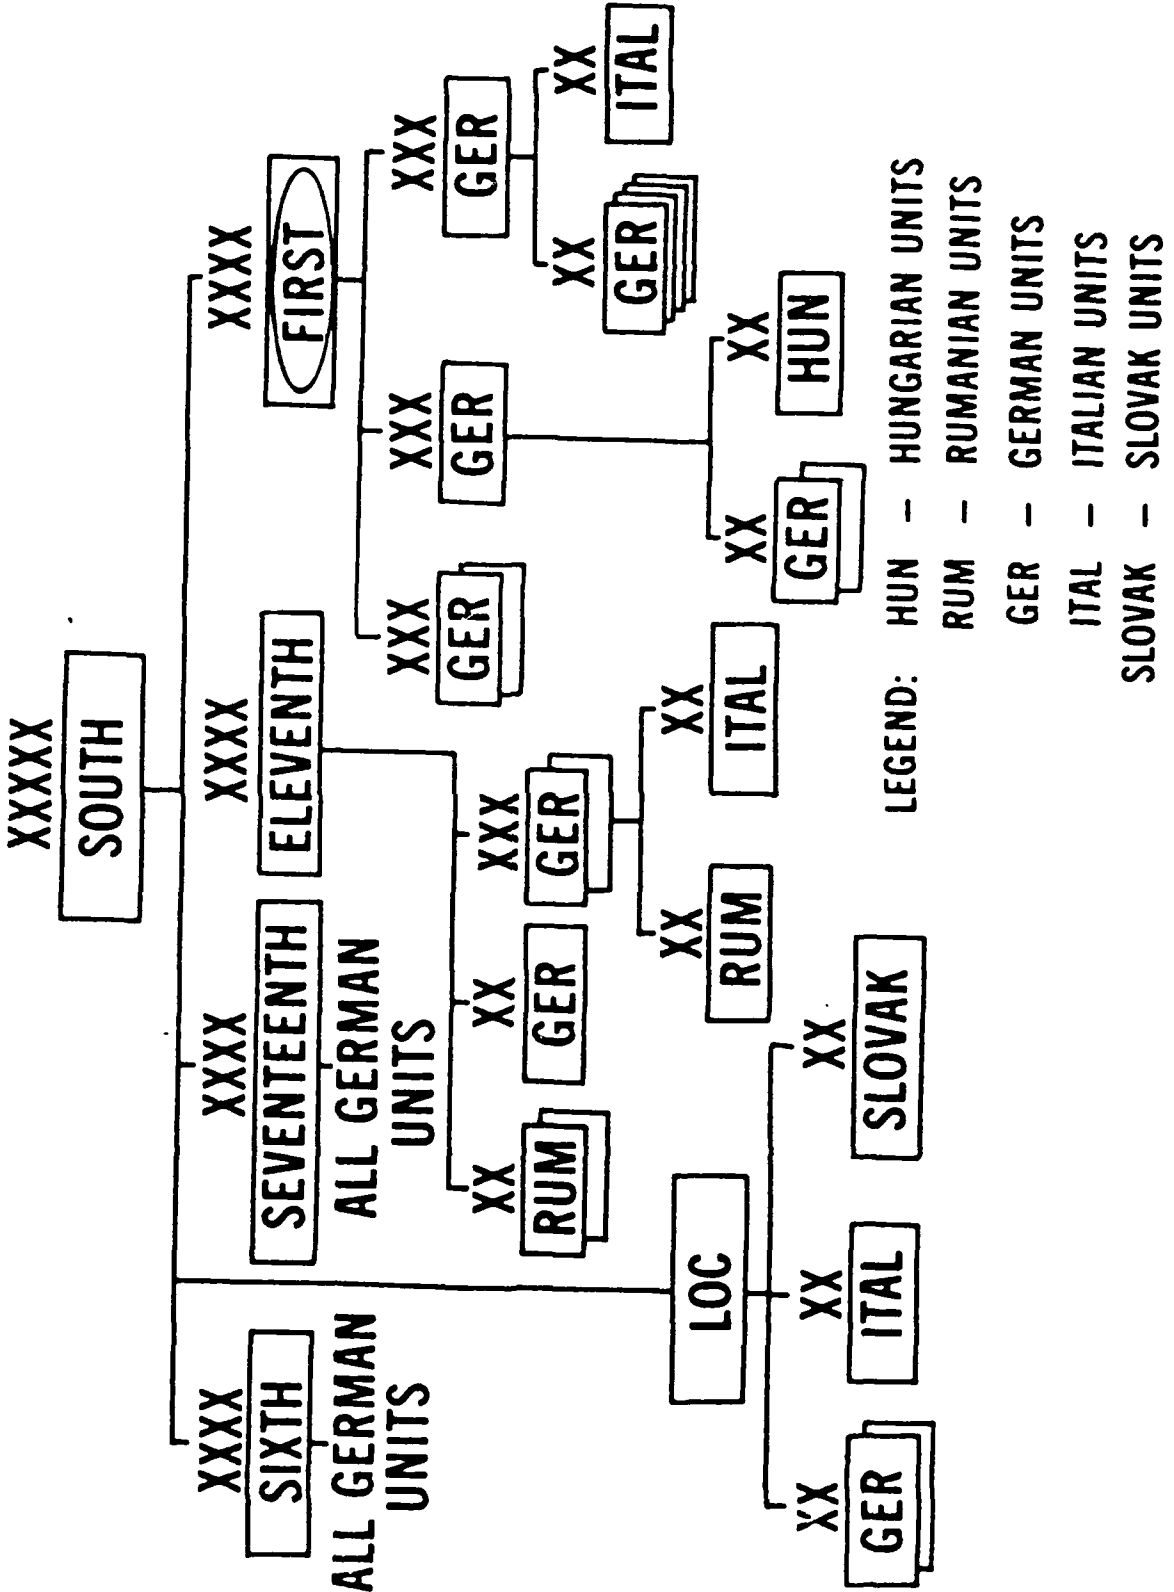 XXXXX
SOUTH
XXXX
SIXTH
ALL GERMAN
UNITS
XXXX
SEVENTEENTH
ALL GERMAN
UNITS
XXXX
ELEVENTH
XXXX
FIRST
XX
RUM
XX
GER
XXX
GER
XX
RUM
XX
ITAL
XXX
GER
XXX
GER
XX
GER
XX
HUN
XXX
GER
XX
GER
XX
ITAL
LOC
XX
GER
XX
ITAL
XX
SLOVAK
LEGEND: HUN – HUNGARIAN UNITS
RUM – RUMANIAN UNITS
GER – GERMAN UNITS
ITAL – ITALIAN UNITS
SLOVAK – SLOVAK UNITS